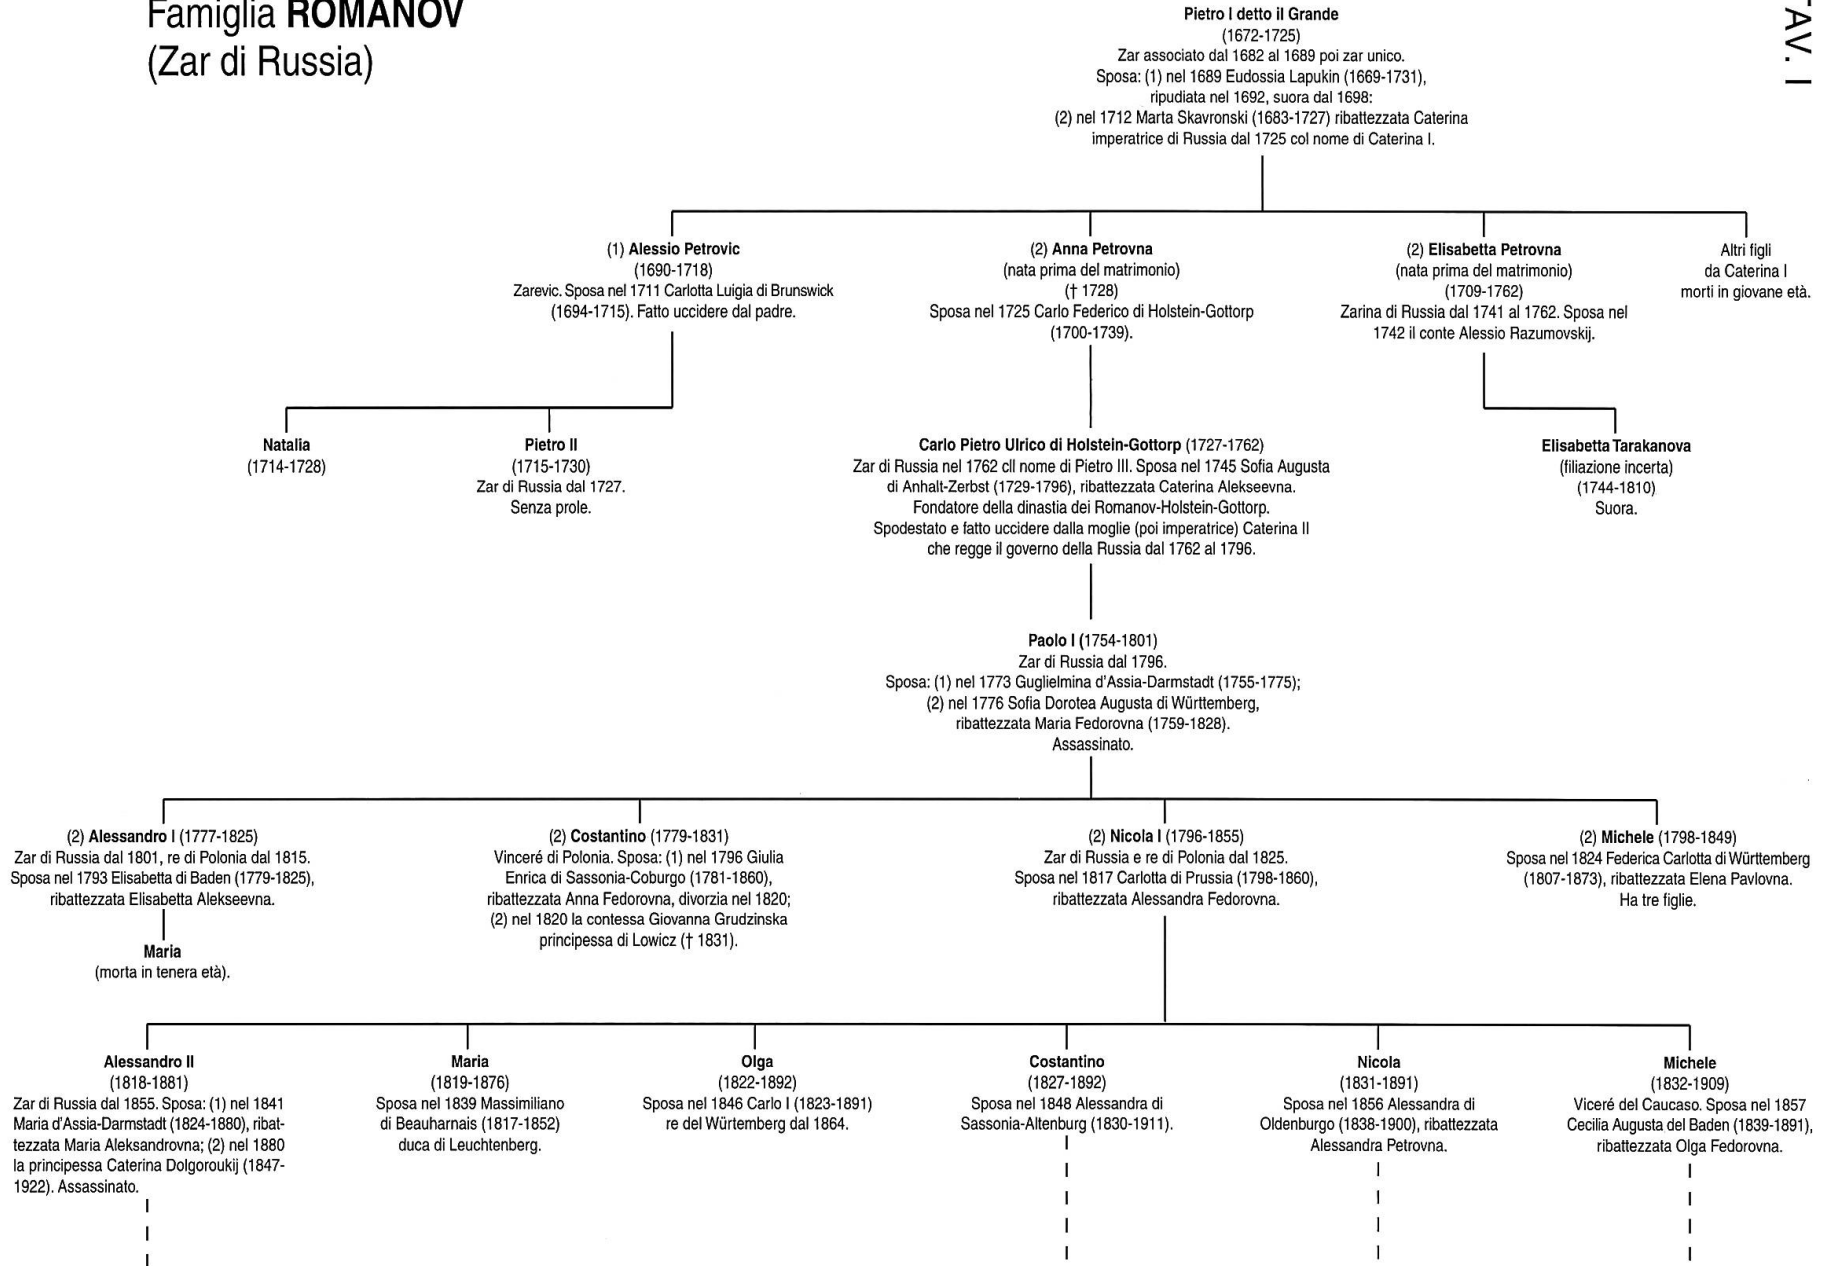 Famiglia ROMANOV
(Zar di Russia)
TAV. I
Pietro I detto il Grande
(1672-1725)
Zar associato dal 1682 al 1689 poi zar unico.
Sposa: (1) nel 1689 Eudossia Lapukin (1669-1731),
ripudiata nel 1692, suora dal 1698:
(2) nel 1712 Marta Skavronski (1683-1727) ribattezzata Caterina
imperatrice di Russia dal 1725 col nome di Caterina I.
(1) Alessio Petrovic
(1690-1718)
Zarevic. Sposa nel 1711 Carlotta Luigia di Brunswick
(1694-1715). Fatto uccidere dal padre.
(2) Anna Petrovna
(nata prima del matrimonio)
(† 1728)
Sposa nel 1725 Carlo Federico di Holstein-Gottorp
(1700-1739).
(2) Elisabetta Petrovna
(nata prima del matrimonio)
(1709-1762)
Zarina di Russia dal 1741 al 1762. Sposa nel
1742 il conte Alessio Razumovskij.
Altri figli
da Caterina I
morti in giovane età.
Natalia
(1714-1728)
Pietro II
(1715-1730)
Zar di Russia dal 1727.
Senza prole.
Carlo Pietro Ulrico di Holstein-Gottorp (1727-1762)
Zar di Russia nel 1762 cll nome di Pietro III. Sposa nel 1745 Sofia Augusta
di Anhalt-Zerbst (1729-1796), ribattezzata Caterina Alekseevna.
Fondatore della dinastia dei Romanov-Holstein-Gottorp.
Spodestato e fatto uccidere dalla moglie (poi imperatrice) Caterina II
che regge il governo della Russia dal 1762 al 1796.
Elisabetta Tarakanova
(filiazione incerta)
(1744-1810)
Suora.
Paolo I (1754-1801)
Zar di Russia dal 1796.
Sposa: (1) nel 1773 Guglielmina d'Assia-Darmstadt (1755-1775);
(2) nel 1776 Sofia Dorotea Augusta di Württemberg,
ribattezzata Maria Fedorovna (1759-1828).
Assassinato.
(2) Alessandro I (1777-1825)
Zar di Russia dal 1801, re di Polonia dal 1815.
Sposa nel 1793 Elisabetta di Baden (1779-1825),
ribattezzata Elisabetta Alekseevna.
Maria
(morta in tenera età).
(2) Costantino (1779-1831)
Vinceré di Polonia. Sposa: (1) nel 1796 Giulia
Enrica di Sassonia-Coburgo (1781-1860),
ribattezzata Anna Fedorovna, divorzia nel 1820;
(2) nel 1820 la contessa Giovanna Grudzinska
principessa di Lowicz († 1831).
(2) Nicola I (1796-1855)
Zar di Russia e re di Polonia dal 1825.
Sposa nel 1817 Carlotta di Prussia (1798-1860),
ribattezzata Alessandra Fedorovna.
(2) Michele (1798-1849)
Sposa nel 1824 Federica Carlotta di Württemberg
(1807-1873), ribattezzata Elena Pavlovna.
Ha tre figlie.
Alessandro II
(1818-1881)
Zar di Russia dal 1855. Sposa: (1) nel 1841
Maria d'Assia-Darmstadt (1824-1880), ribat-
tezzata Maria Aleksandrovna; (2) nel 1880
la principessa Caterina Dolgoroukij (1847-
1922). Assassinato.
Maria
(1819-1876)
Sposa nel 1839 Massimiliano
di Beauharnais (1817-1852)
duca di Leuchtenberg.
Olga
(1822-1892)
Sposa nel 1846 Carlo I (1823-1891)
re del Würtemberg dal 1864.
Costantino
(1827-1892)
Sposa nel 1848 Alessandra di
Sassonia-Altenburg (1830-1911).
Nicola
(1831-1891)
Sposa nel 1856 Alessandra di
Oldenburgo (1838-1900), ribattezzata
Alessandra Petrovna.
Michele
(1832-1909)
Viceré del Caucaso. Sposa nel 1857
Cecilia Augusta del Baden (1839-1891),
ribattezzata Olga Fedorovna.